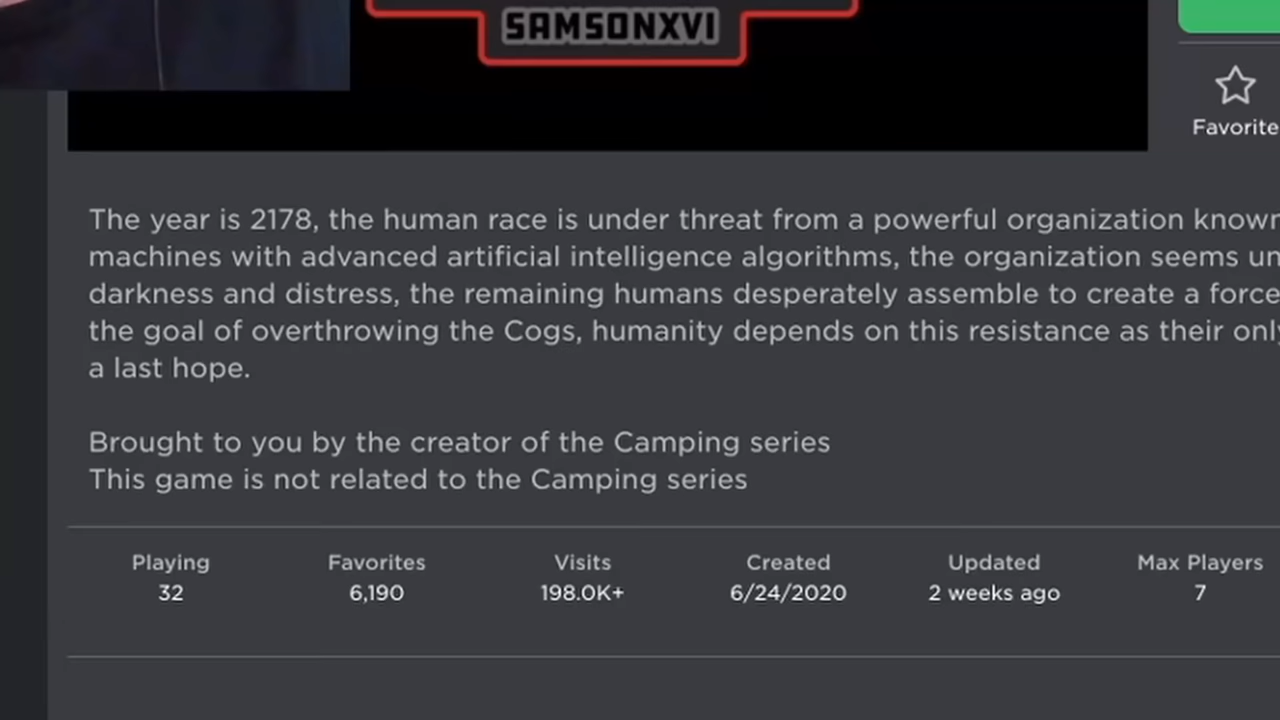 SAMSONXVI
Favorite
The year is 2178, the human race is under threat from a powerful organization known
machines with advanced artificial intelligence algorithms, the organization seems un
darkness and distress, the remaining humans desperately assemble to create a force
the goal of overthrowing the Cogs, humanity depends on this resistance as their only
a last hope.
Brought to you by the creator of the Camping series
This game is not related to the Camping series
Playing Favorites Visits Created Updated Max Players
32 6,190 198.0K+ 6/24/2020 2 weeks ago 7